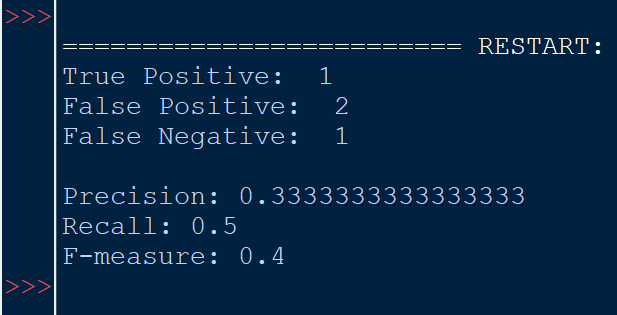 >>>
========================= RESTART:
True Positive:  1
False Positive:  2
False Negative:  1
Precision: 0.3333333333333333
Recall: 0.5
F-measure: 0.4
>>>